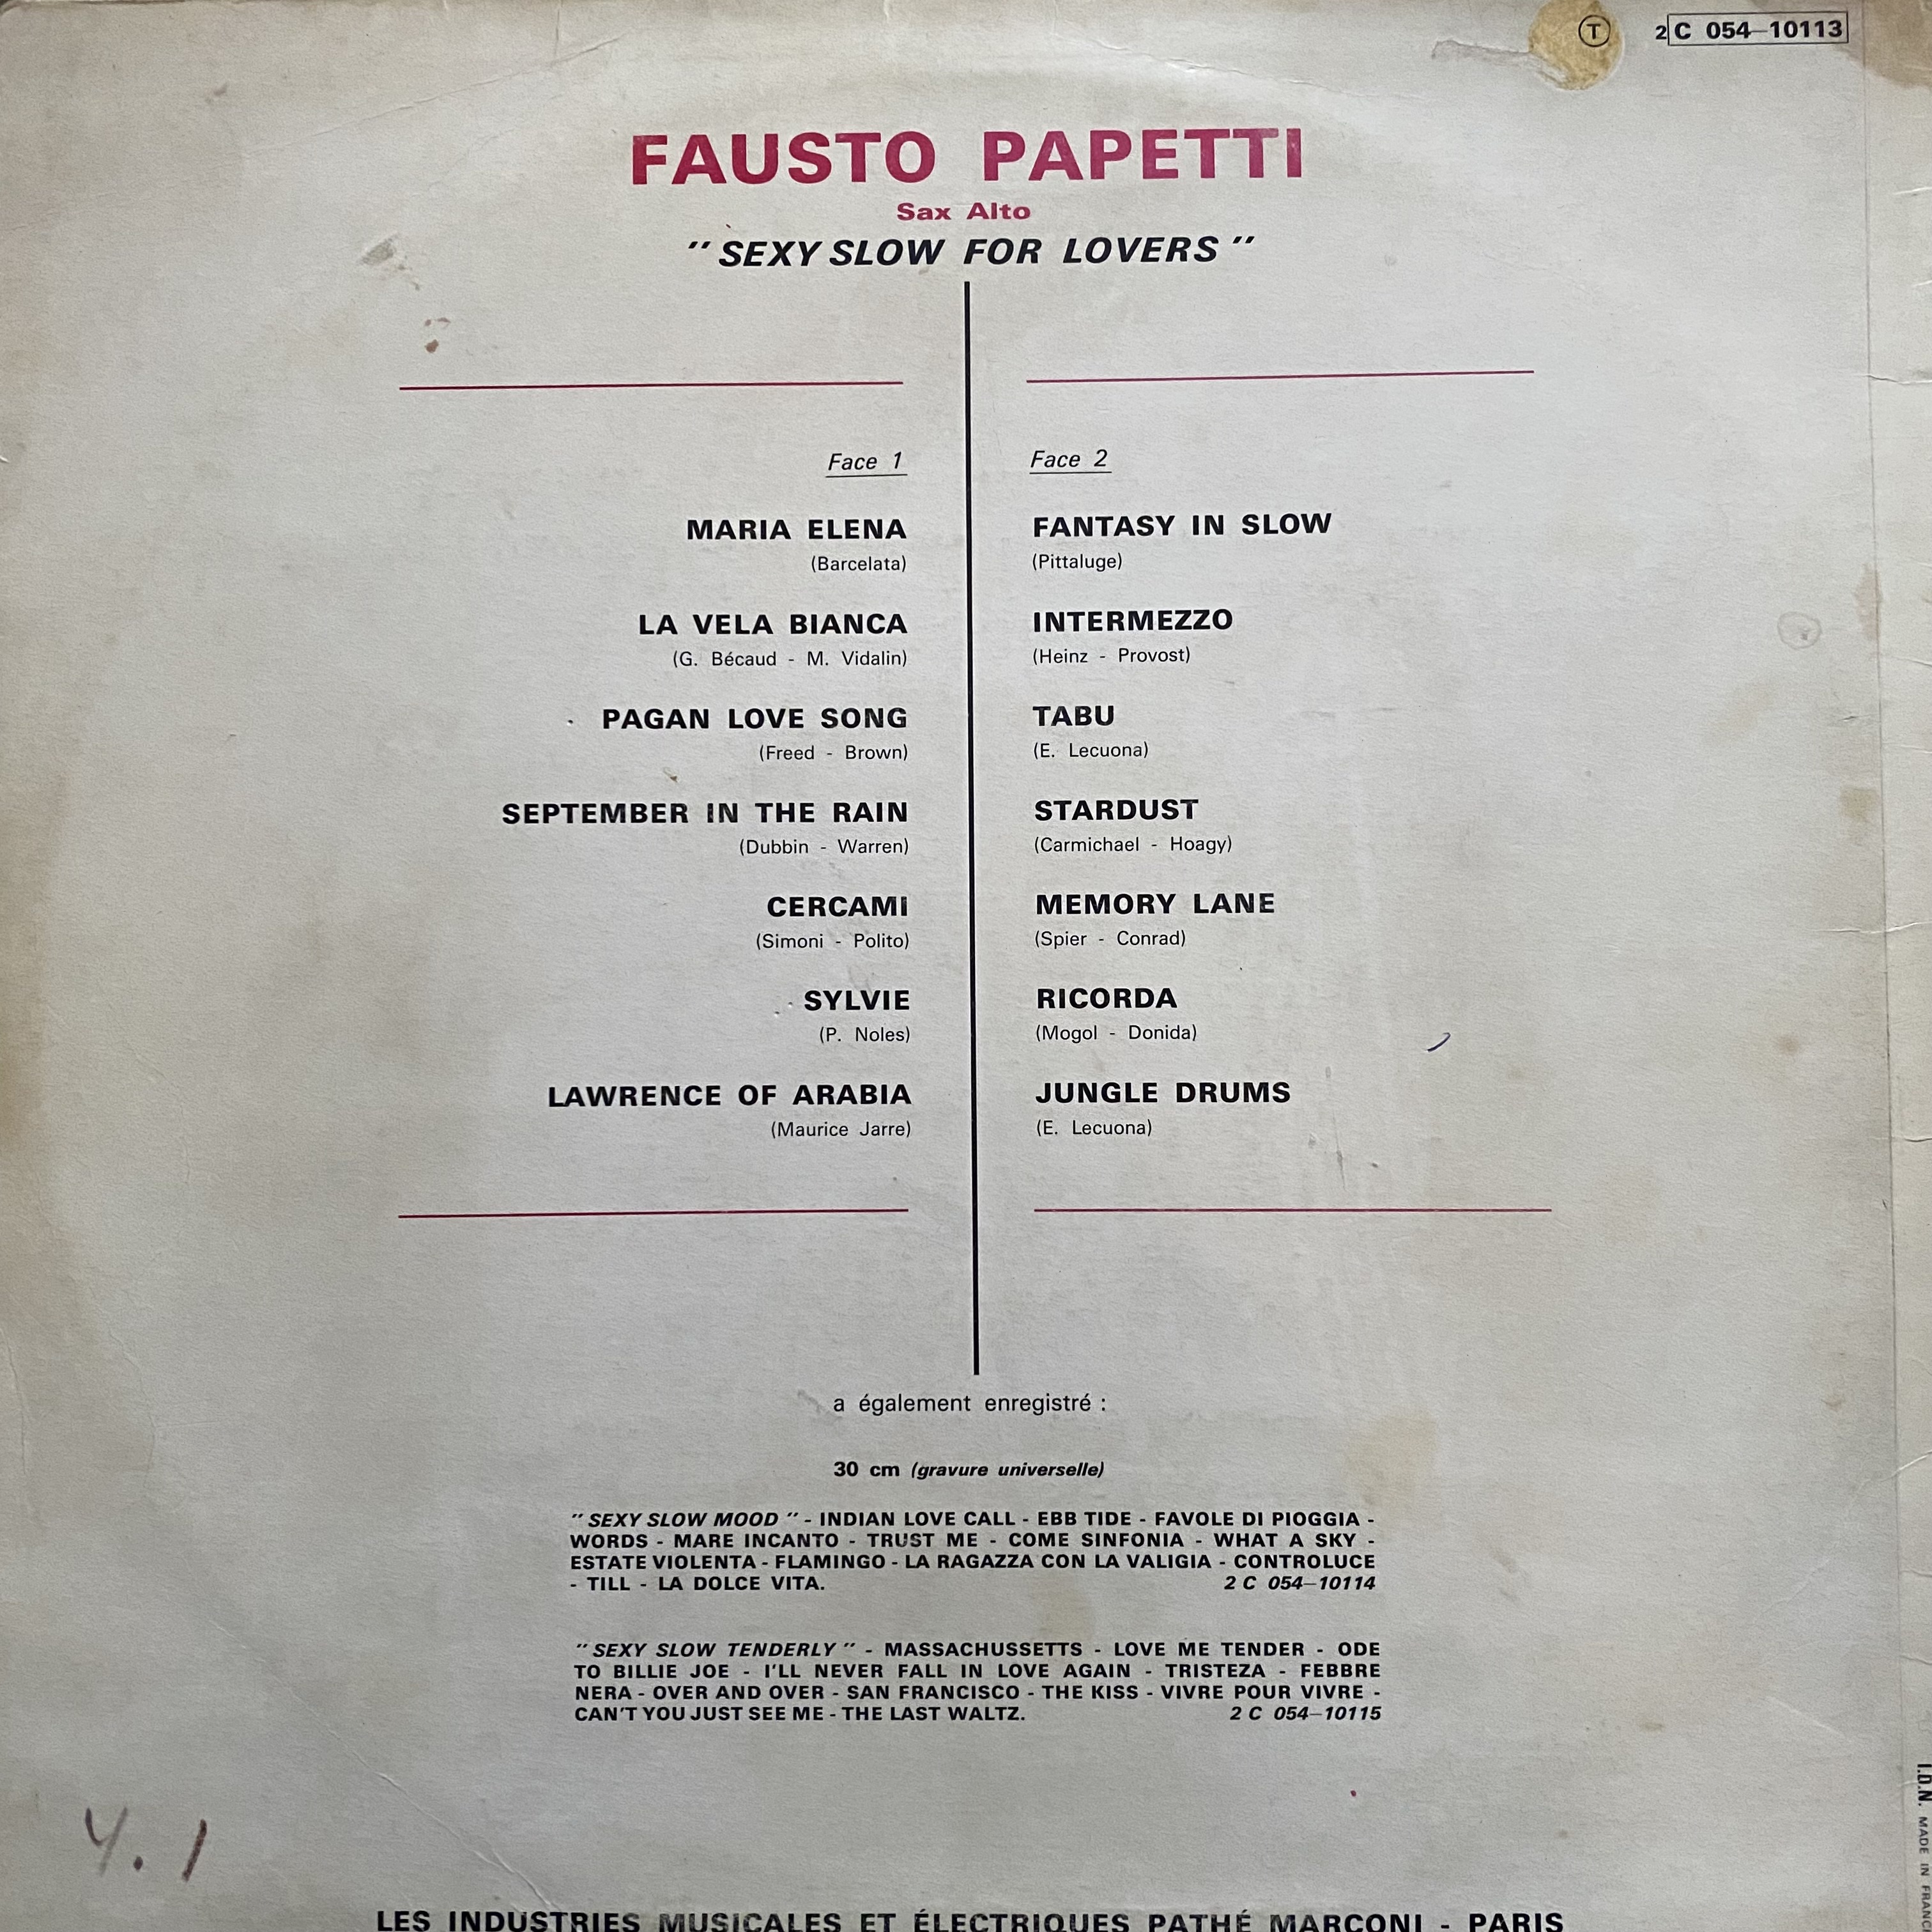 T 2 C 054-10113
FAUSTO PAPETTI
Sax Alto
"SEXY SLOW FOR LOVERS"
Face 1
MARIA ELENA
(Barcelata)
LA VELA BIANCA
(G. Bécaud - M. Vidalin)
PAGAN LOVE SONG
(Freed - Brown)
SEPTEMBER IN THE RAIN
(Dubbin - Warren)
CERCAMI
(Simoni - Polito)
SYLVIE
(P. Noles)
LAWRENCE OF ARABIA
(Maurice Jarre)
Face 2
FANTASY IN SLOW
(Pittaluge)
INTERMEZZO
(Heinz - Provost)
TABU
(E. Lecuona)
STARDUST
(Carmichael - Hoagy)
MEMORY LANE
(Spier - Conrad)
RICORDA
(Mogol - Donida)
JUNGLE DRUMS
(E. Lecuona)
a également enregistré :
30 cm (gravure universelle)
"SEXY SLOW MOOD" - INDIAN LOVE CALL - EBB TIDE - FAVOLE DI PIOGGIA -
WORDS - MARE INCANTO - TRUST ME - COME SINFONIA - WHAT A SKY -
ESTATE VIOLENTA - FLAMINGO - LA RAGAZZA CON LA VALIGIA - CONTROLUCE
- TILL - LA DOLCE VITA. 2 C 054-10114
"SEXY SLOW TENDERLY" - MASSACHUSSETTS - LOVE ME TENDER - ODE
TO BILLIE JOE - I'LL NEVER FALL IN LOVE AGAIN - TRISTEZA - FEBBRE
NERA - OVER AND OVER - SAN FRANCISCO - THE KISS - VIVRE POUR VIVRE -
CAN'T YOU JUST SEE ME - THE LAST WALTZ. 2 C 054-10115
4.1
LES INDUSTRIES MUSICALES ET ÉLECTRIQUES PATHÉ MARCONI - PARIS
I.D.N. MADE IN